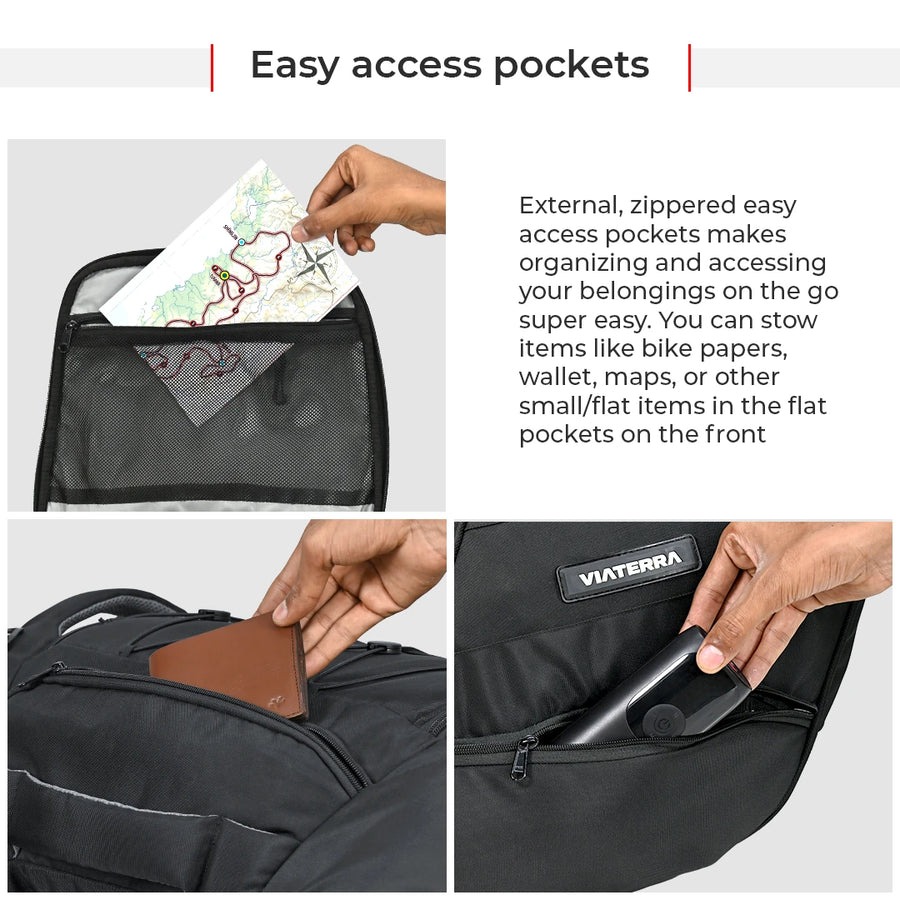 Easy access pockets
External, zippered easy
access pockets makes
organizing and accessing
your belongings on the go
super easy. You can stow
items like bike papers,
wallet, maps, or other
small/flat items in the flat
pockets on the front
VIATERRA